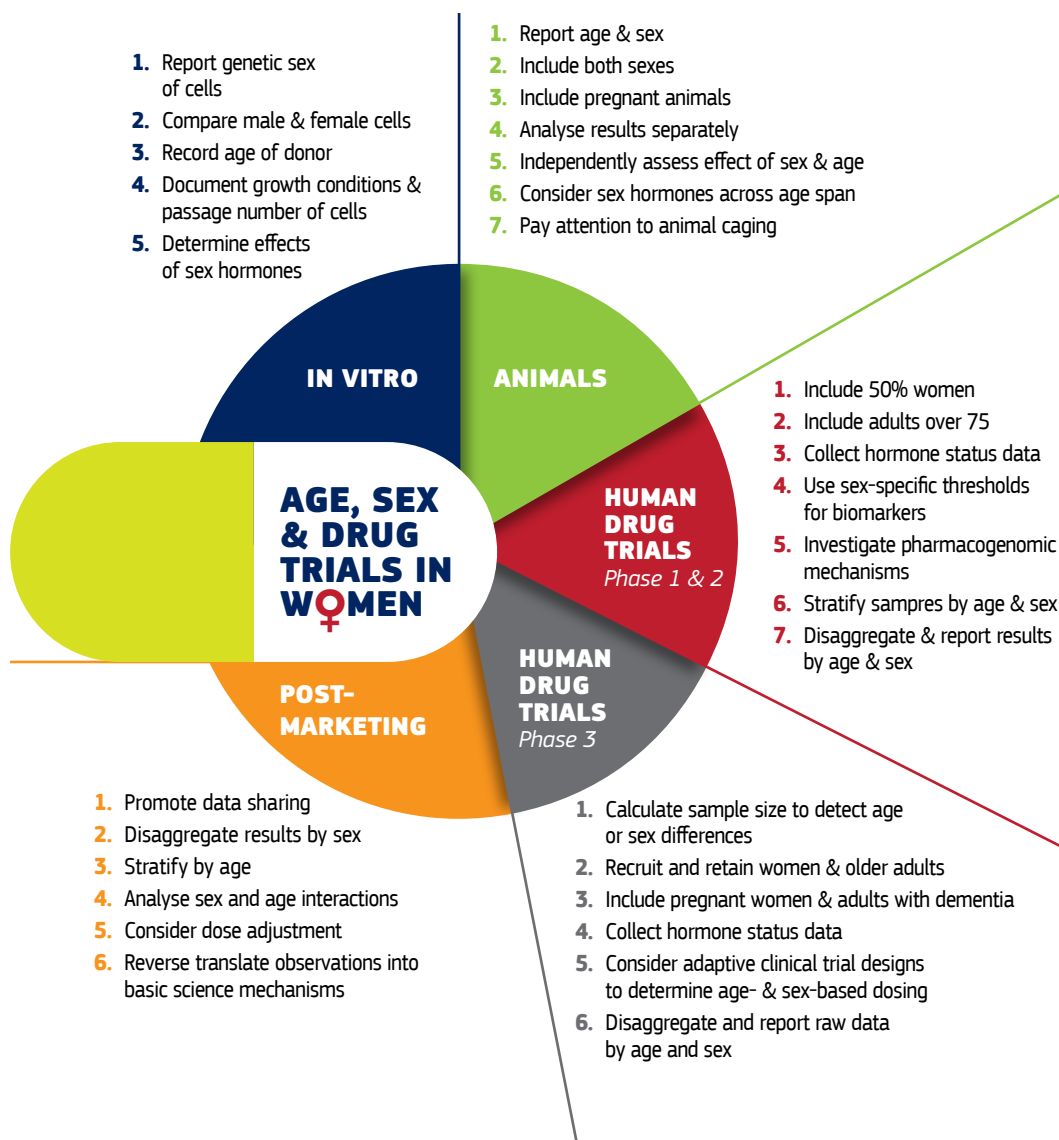 1. Report genetic sex
of cells
2. Compare male & female cells
3. Record age of donor
4. Document growth conditions &
passage number of cells
5. Determine effects
of sex hormones
1. Report age & sex
2. Include both sexes
3. Include pregnant animals
4. Analyse results separately
5. Independently assess effect of sex & age
6. Consider sex hormones across age span
7. Pay attention to animal caging
IN VITRO
ANIMALS
1. Include 50% women
2. Include adults over 75
3. Collect hormone status data
4. Use sex-specific thresholds
for biomarkers
5. Investigate pharmacogenomic
mechanisms
6. Stratify sampres by age & sex
7. Disaggregate & report results
by age & sex
AGE, SEX
& DRUG
TRIALS IN
WOMEN
HUMAN
DRUG
TRIALS
Phase 1 & 2
HUMAN
DRUG
TRIALS
Phase 3
POST-
MARKETING
1. Promote data sharing
2. Disaggregate results by sex
3. Stratify by age
4. Analyse sex and age interactions
5. Consider dose adjustment
6. Reverse translate observations into
basic science mechanisms
1. Calculate sample size to detect age
or sex differences
2. Recruit and retain women & older adults
3. Include pregnant women & adults with dementia
4. Collect hormone status data
5. Consider adaptive clinical trial designs
to determine age- & sex-based dosing
6. Disaggregate and report raw data
by age and sex